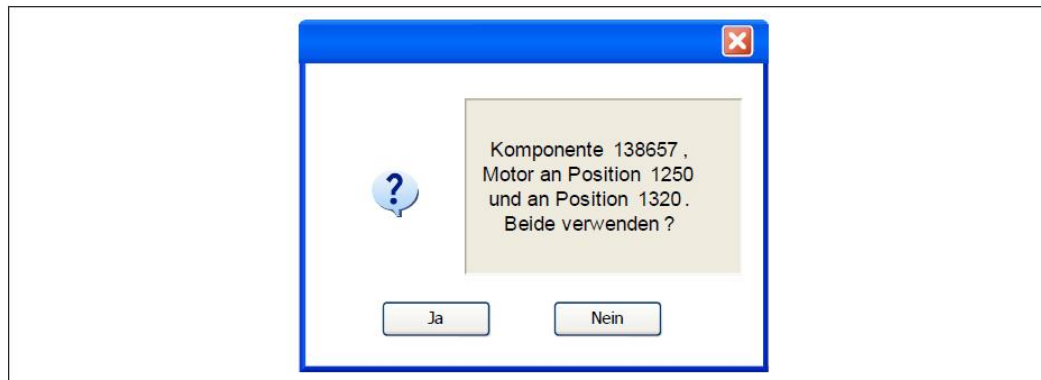 Komponente 138657 ,
Motor an Position 1250
und an Position 1320 .
Beide verwenden ?
Ja
Nein